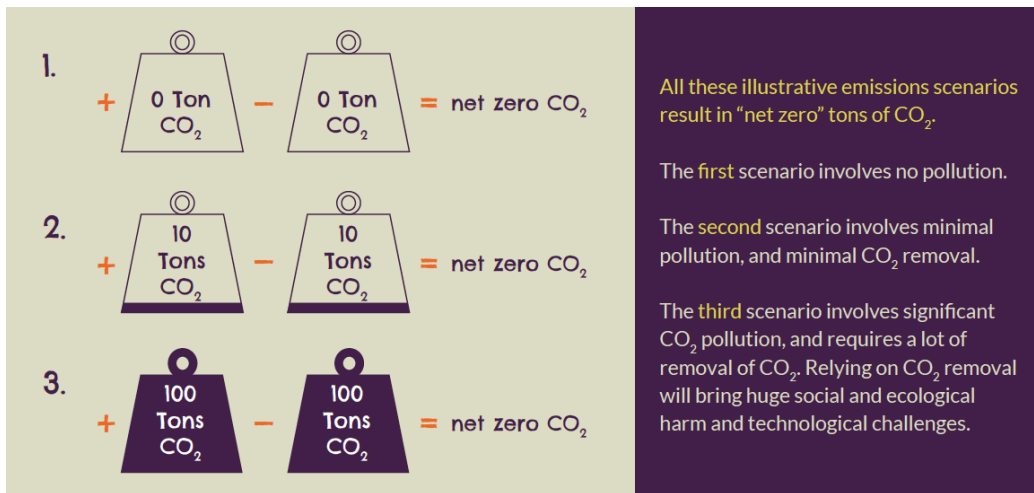 1.
+ 0 Ton CO₂ − 0 Ton CO₂ = net zero CO₂
2.
+ 10 Tons CO₂ − 10 Tons CO₂ = net zero CO₂
3.
+ 100 Tons CO₂ − 100 Tons CO₂ = net zero CO₂
All these illustrative emissions scenarios
result in “net zero” tons of CO₂.
The first scenario involves no pollution.
The second scenario involves minimal
pollution, and minimal CO₂ removal.
The third scenario involves significant
CO₂ pollution, and requires a lot of
removal of CO₂. Relying on CO₂ removal
will bring huge social and ecological
harm and technological challenges.